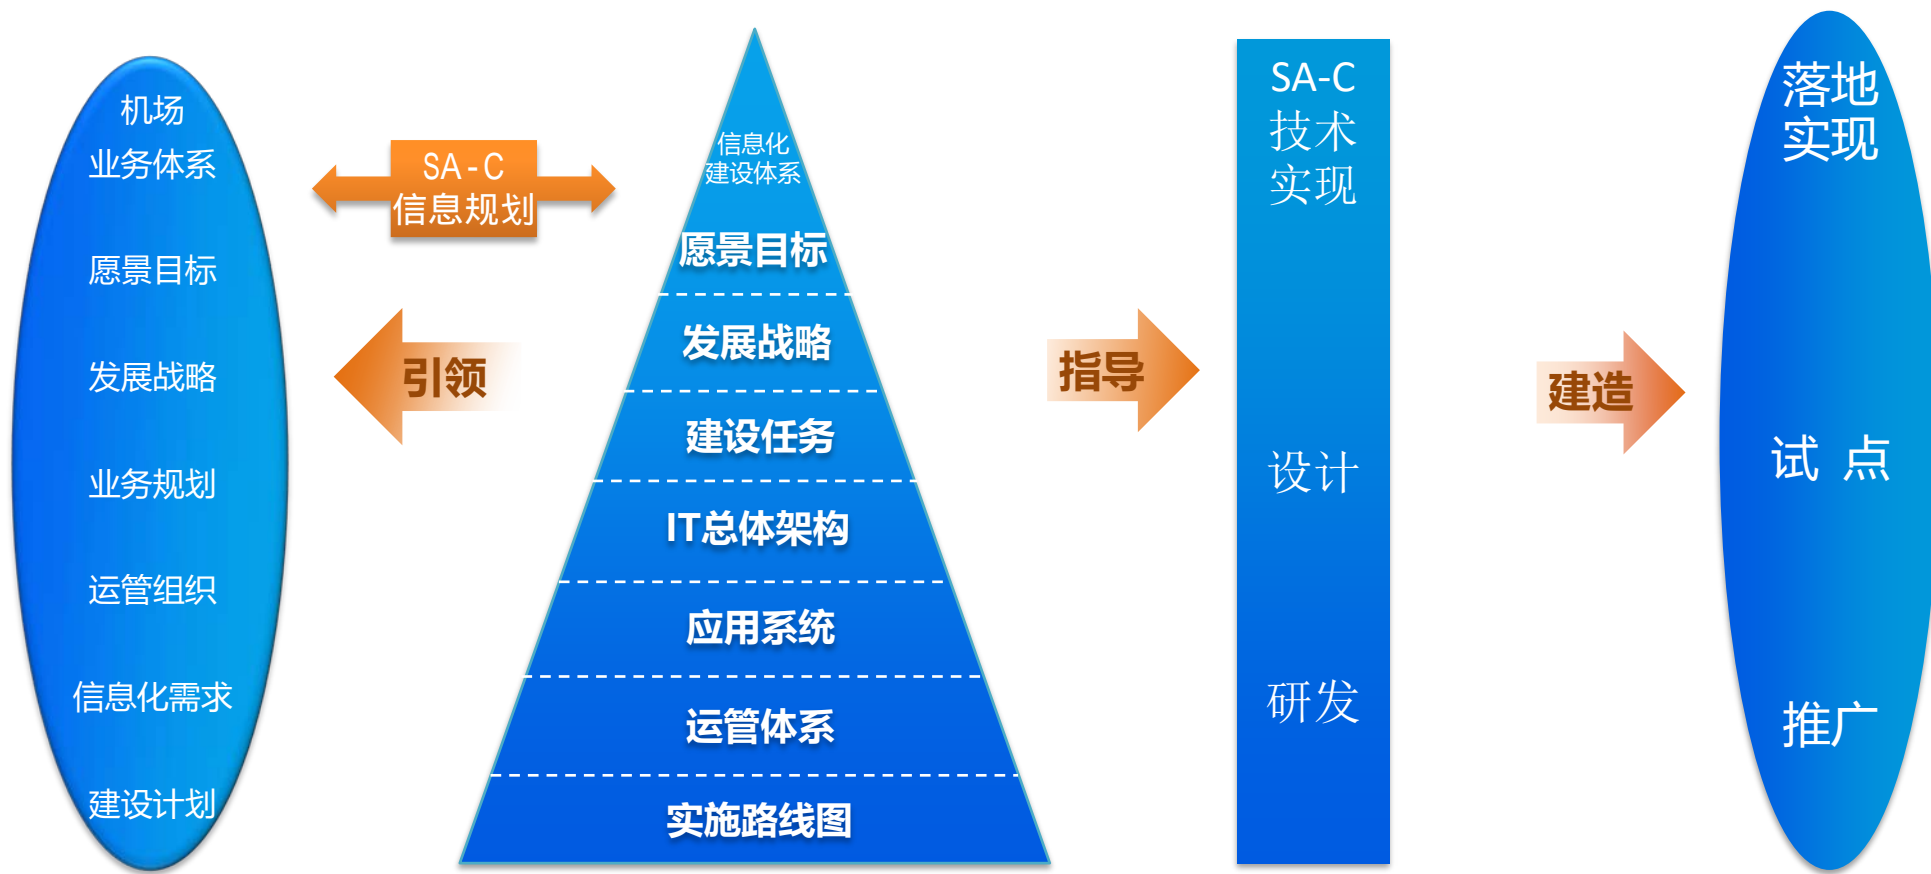 机场
业务体系
愿景目标
发展战略
业务规划
运管组织
信息化需求
建设计划
SA-C
信息规划
引领
信息化
建设体系
愿景目标
发展战略
建设任务
IT总体架构
应用系统
运管体系
实施路线图
指导
SA-C
技术
实现
设计
研发
建造
落地
实现
试 点
推广